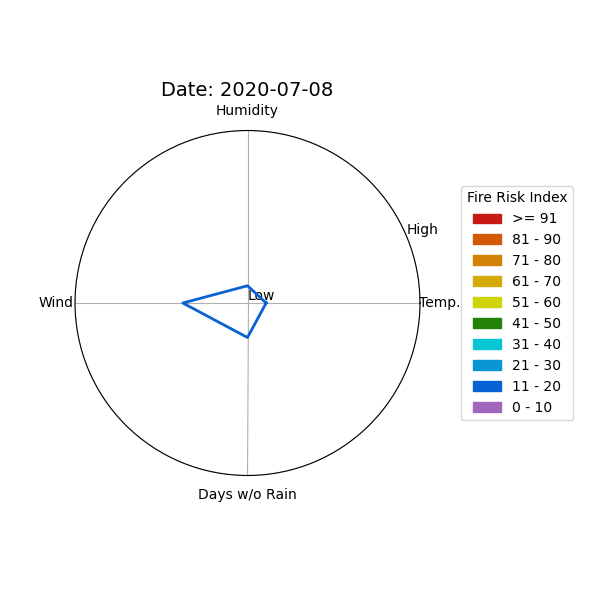 Date: 2020-07-08
Humidity
High
Low
Wind
Temp.
Days w/o Rain
Fire Risk Index
>= 91
81 - 90
71 - 80
61 - 70
51 - 60
41 - 50
31 - 40
21 - 30
11 - 20
0 - 10